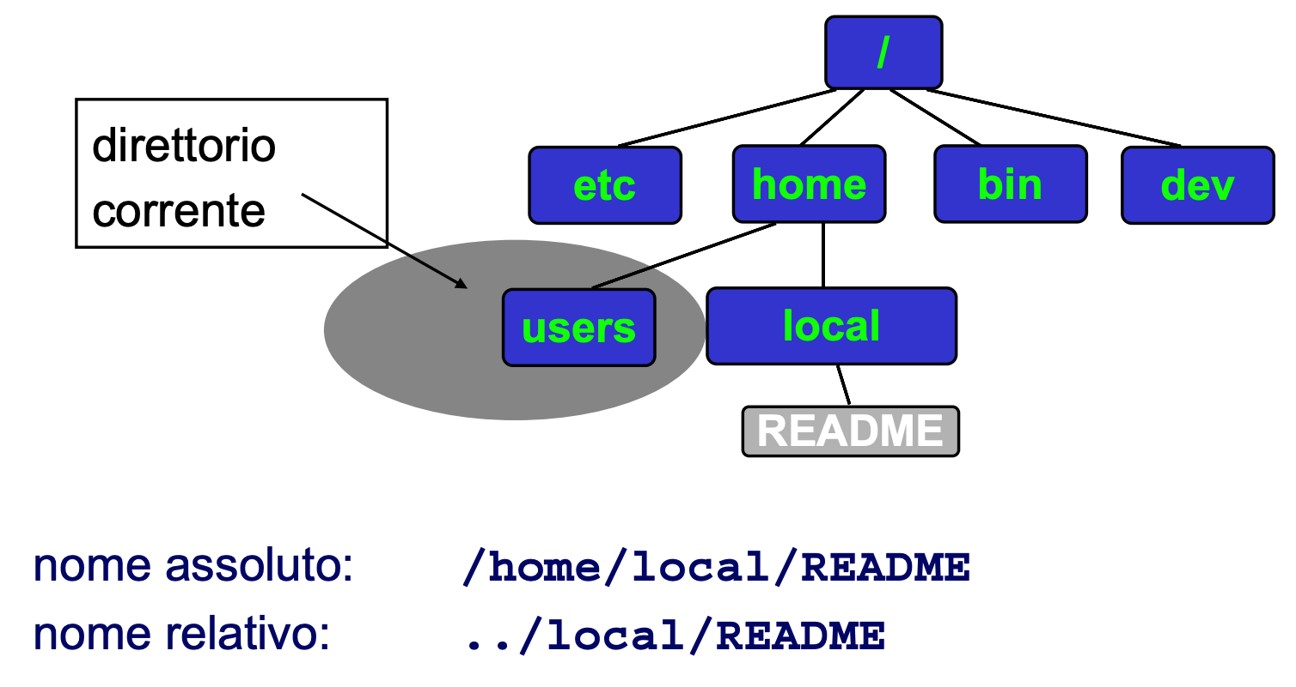 /
direttorio
corrente
etc home bin dev
users local
README
nome assoluto: /home/local/README
nome relativo: ../local/README